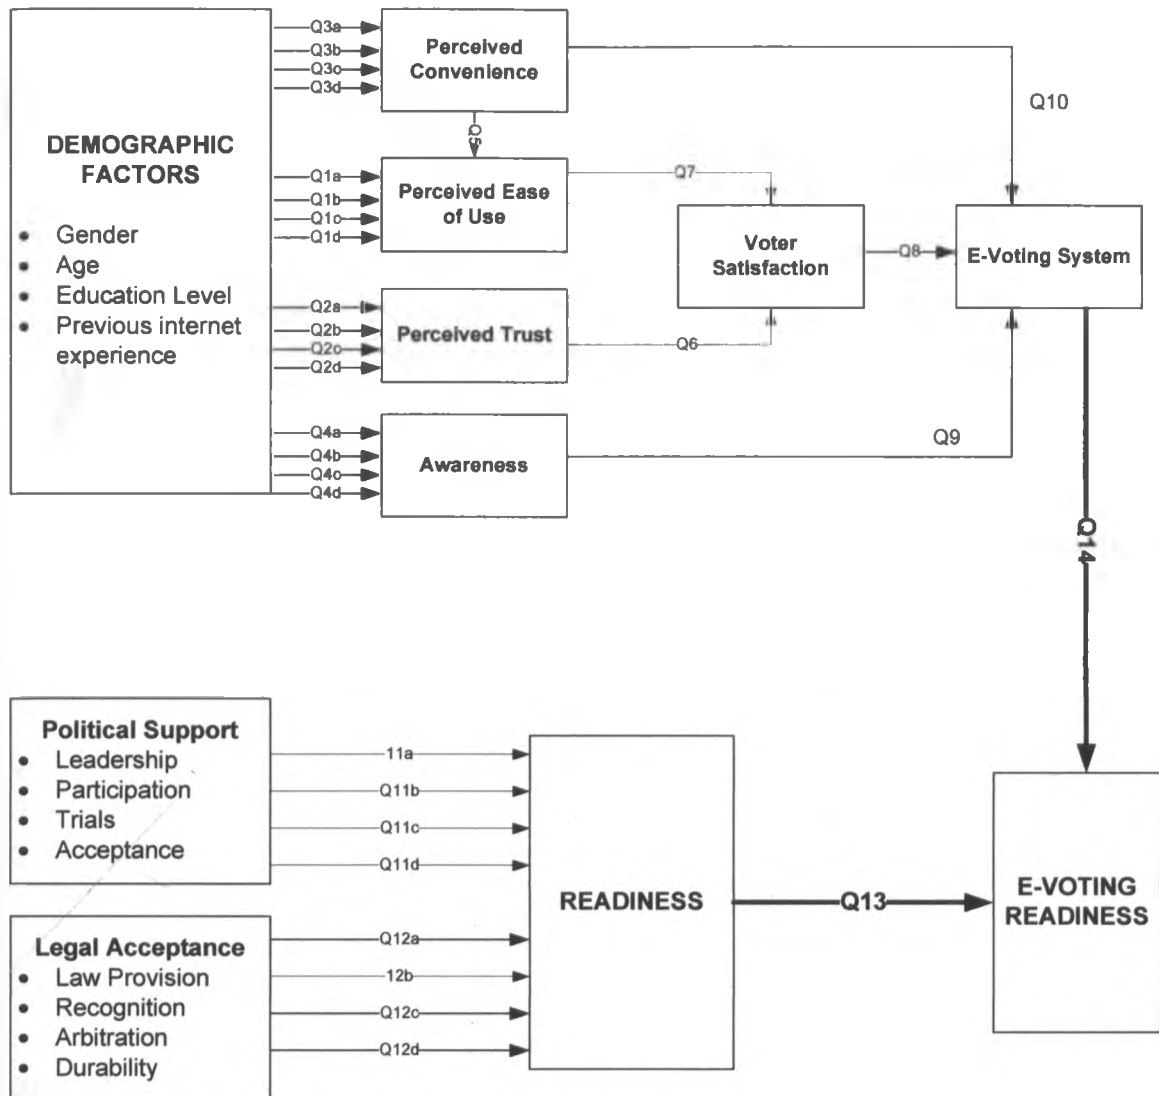 DEMOGRAPHIC
FACTORS
• Gender
• Age
• Education Level
• Previous internet
experience
Q3a
Q3b
Q3c
Q3d
Perceived
Convenience
Q10
Q5
Q1a
Q1b
Q1c
Q1d
Perceived Ease
of Use
Q7
Voter
Satisfaction
Q8
E-Voting System
Q2a
Q2b
Q2c
Q2d
Perceived Trust
Q6
Q4a
Q4b
Q4c
Q4d
Awareness
Q9
Q14
Political Support
• Leadership
• Participation
• Trials
• Acceptance
11a
Q11b
Q11c
Q11d
Legal Acceptance
• Law Provision
• Recognition
• Arbitration
• Durability
Q12a
12b
Q12c
Q12d
READINESS
Q13
E-VOTING
READINESS